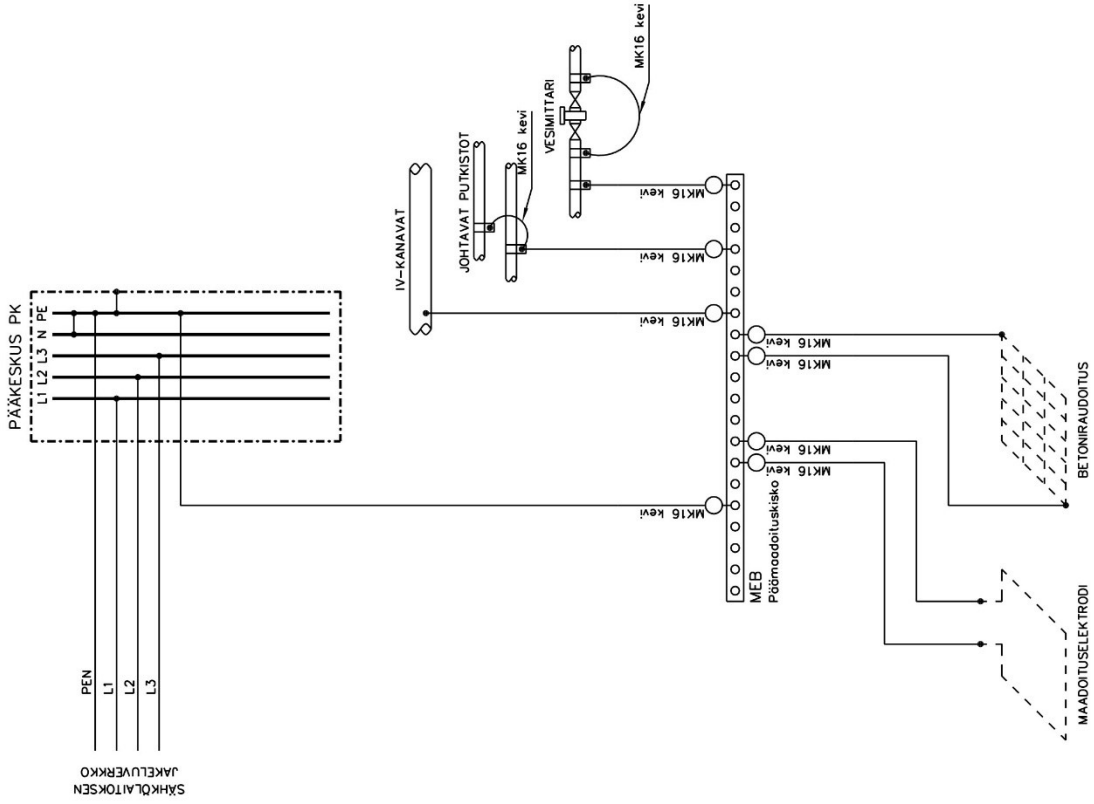 PÄÄKESKUS PK
L1 L2 L3 N PE
PEN
L1
L2
L3
SÄHKÖLAITOKSEN
JAKELUVERKKO
IV-KANAVAT
JOHTAVAT PUTKISTOT
MK16 kevi
VESIMITTARI
MK16 kevi
MK16 kevi
MK16 kevi
MK16 kevi
MK16 kevi
MK16 kevi
MK16 kevi
MK16 kevi
MK16 kevi
MEB
Päömaadoituskisko
BETONIRAUDOITUS
MAADOITUSELEKTRODI